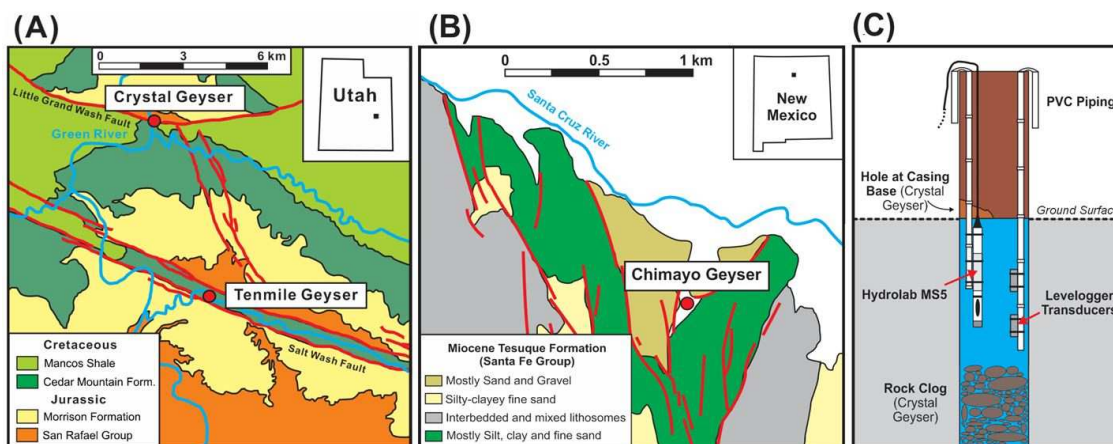 (A)
0 3 6 km
Little Grand Wash Fault
Crystal Geyser
Green River
Utah
Tenmile Geyser
Salt Wash Fault
Cretaceous
Mancos Shale
Cedar Mountain Form.
Jurassic
Morrison Formation
San Rafael Group
(B)
0 0.5 1 km
Santa Cruz River
New
Mexico
Chimayo Geyser
Miocene Tesuque Formation
(Santa Fe Group)
Mostly Sand and Gravel
Silty-clayey fine sand
Interbedded and mixed lithosomes
Mostly Silt, clay and fine sand
(C)
PVC Piping
Hole at Casing
Base (Crystal
Geyser)
Ground Surface
Hydrolab MS5
Levelogger
Transducers
Rock Clog
(Crystal
Geyser)